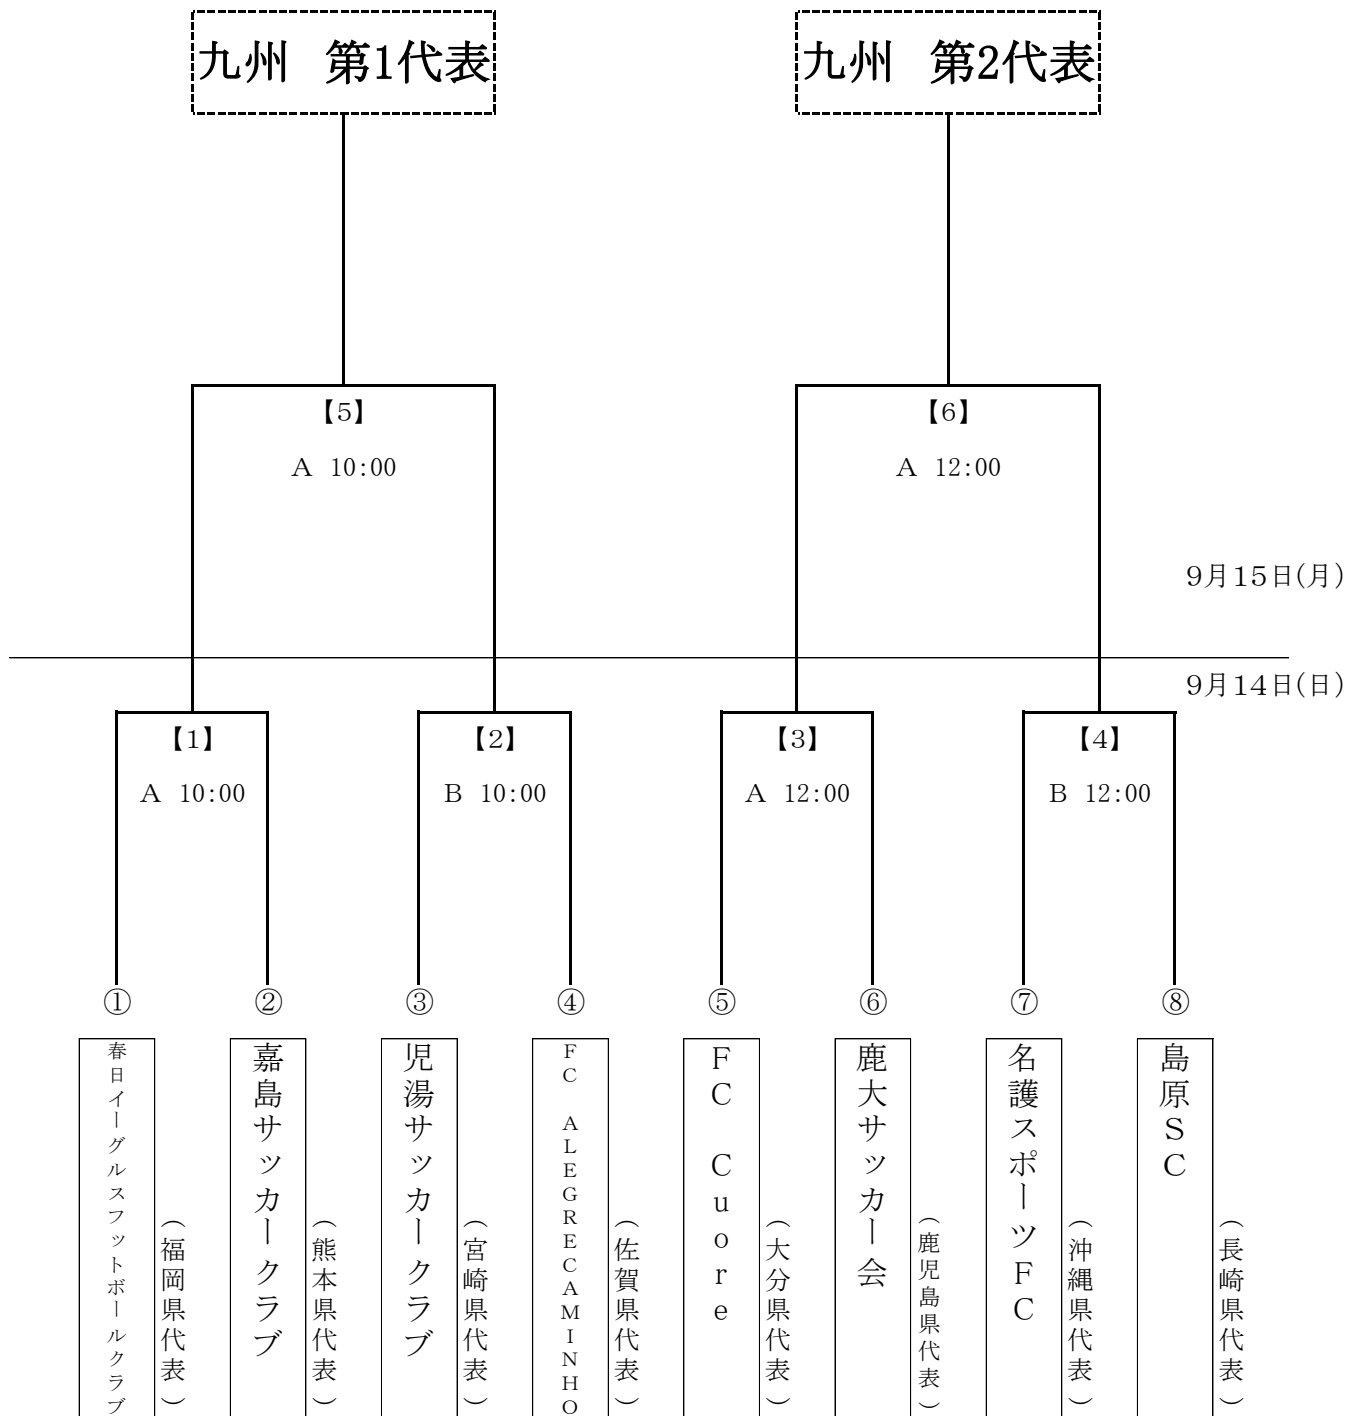 九州　第1代表
九州　第2代表
【5】
A 10:00
【6】
A 12:00
9月15日(月)
9月14日(日)
【1】
A 10:00
【2】
B 10:00
【3】
A 12:00
【4】
B 12:00
①
②
③
④
⑤
⑥
⑦
⑧
春日イーグルスフットボールクラブ
(福岡県代表)
嘉島サッカークラブ
(熊本県代表)
児湯サッカークラブ
(宮崎県代表)
FC ALEGRECAMINHO
(佐賀県代表)
FC Cuore
(大分県代表)
鹿大サッカー会
(鹿児島県代表)
名護スポーツFC
(沖縄県代表)
島原SC
(長崎県代表)